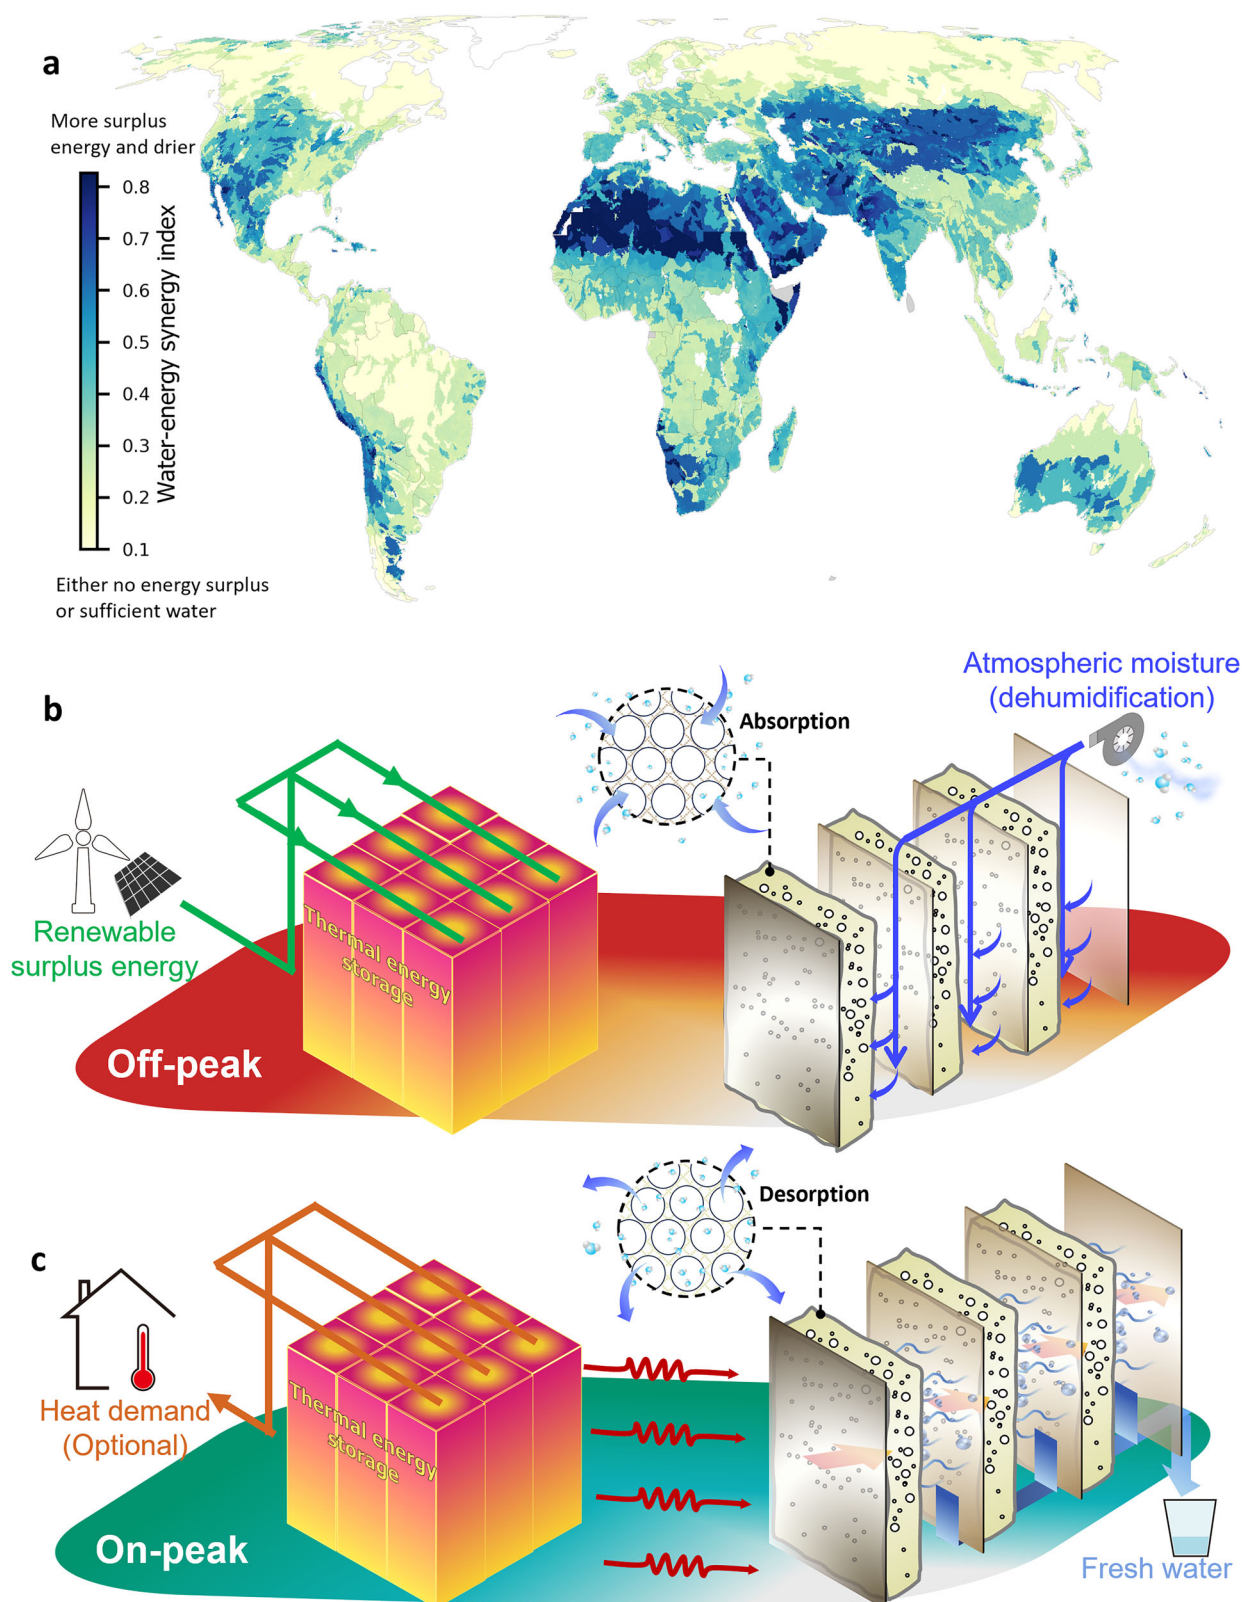 a
More surplus
energy and drier
0.8
0.7
0.6
0.5
0.4
0.3
0.2
0.1
Water-energy synergy index
Either no energy surplus
or sufficient water
b
Atmospheric moisture
(dehumidification)
Absorption
Renewable
surplus energy
Thermal energy
storage
Off-peak
c
Desorption
Heat demand
(Optional)
Thermal energy
storage
On-peak
Fresh water